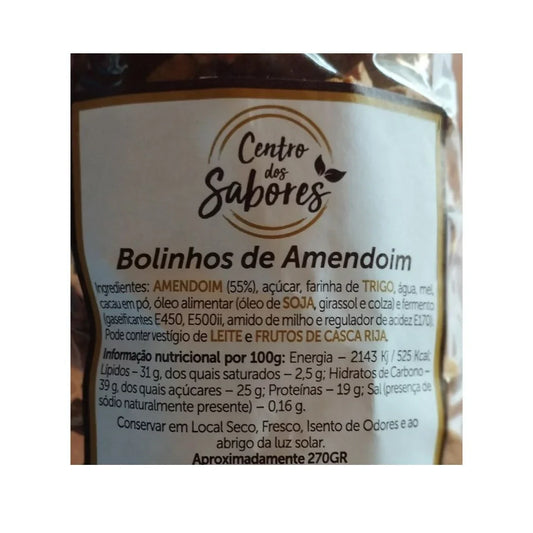 Centro
dos
Sabores
Bolinhos de Amendoim
Ingredientes: AMENDOIM (55%), açúcar, farinha de TRIGO, água, mel,
cacau em pó, óleo alimentar (óleo de SOJA, girassol e colza) e fermento
(gaseificantes E450, E500ii, amido de milho e regulador de acidez E170).
Pode conter vestígio de LEITE e FRUTOS DE CASCA RIJA.
Informação nutricional por 100g: Energia – 2143 Kj / 525 Kcal;
Lípidos – 31 g, dos quais saturados – 2,5 g; Hidratos de Carbono –
39 g, dos quais açúcares – 25 g; Proteínas – 19 g; Sal (presença de
sódio naturalmente presente) – 0,16 g.
Conservar em Local Seco, Fresco, Isento de Odores e ao
abrigo da luz solar.
Aproximadamente 270GR